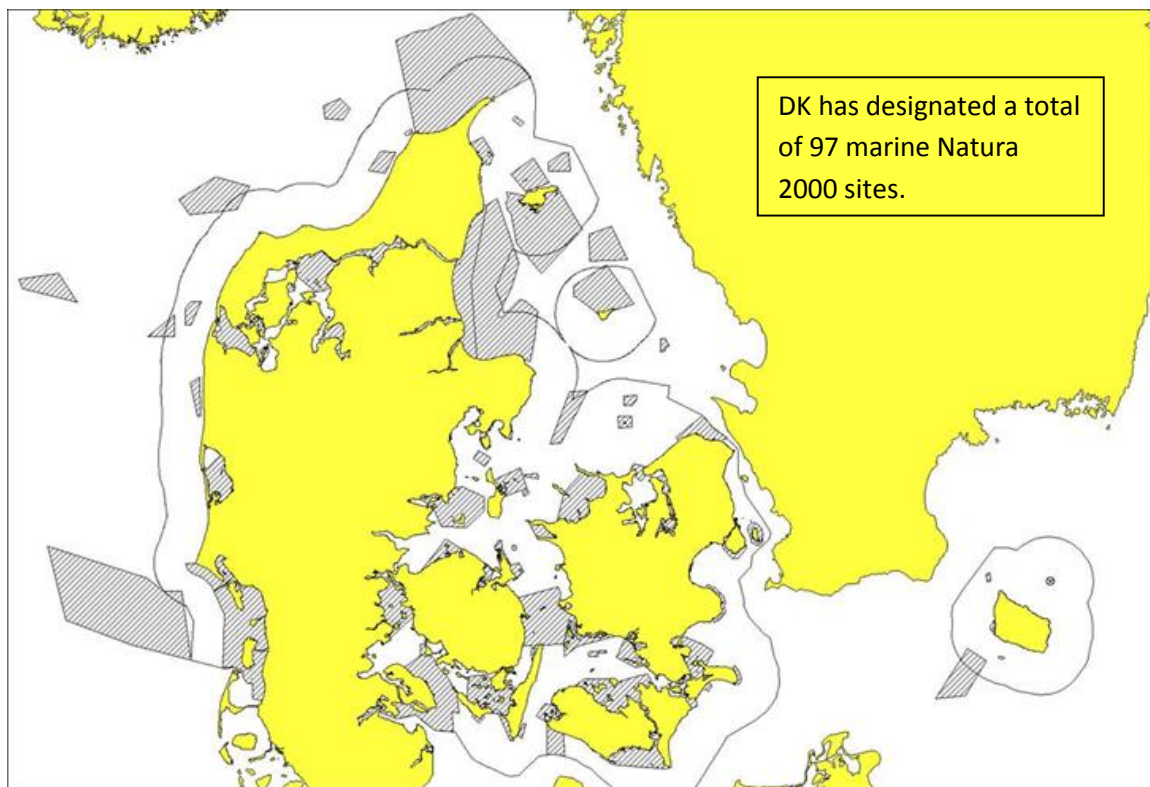 DK has designated a total
of 97 marine Natura
2000 sites.